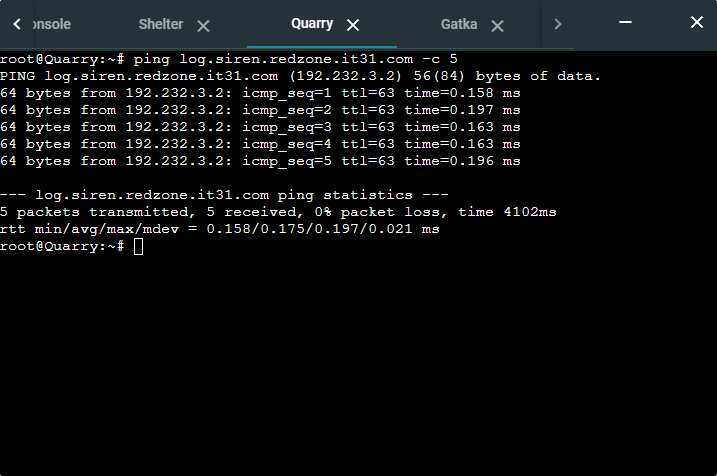 onsole Shelter Quarry Gatka
root@Quarry:~# ping log.siren.redzone.it31.com -c 5
PING log.siren.redzone.it31.com (192.232.3.2) 56(84) bytes of data.
64 bytes from 192.232.3.2: icmp_seq=1 ttl=63 time=0.158 ms
64 bytes from 192.232.3.2: icmp_seq=2 ttl=63 time=0.197 ms
64 bytes from 192.232.3.2: icmp_seq=3 ttl=63 time=0.163 ms
64 bytes from 192.232.3.2: icmp_seq=4 ttl=63 time=0.163 ms
64 bytes from 192.232.3.2: icmp_seq=5 ttl=63 time=0.196 ms
--- log.siren.redzone.it31.com ping statistics ---
5 packets transmitted, 5 received, 0% packet loss, time 4102ms
rtt min/avg/max/mdev = 0.158/0.175/0.197/0.021 ms
root@Quarry:~#